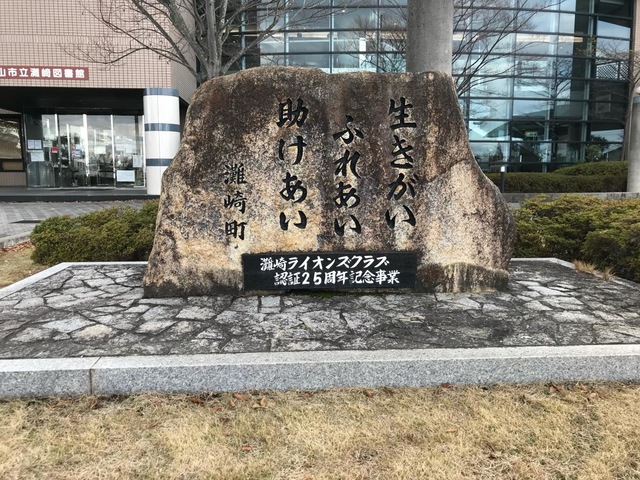 山市立灘崎図書館
生きがい
ふれあい
助けあい
灘崎町
灘崎ライオンズクラブ
認証25周年記念事業